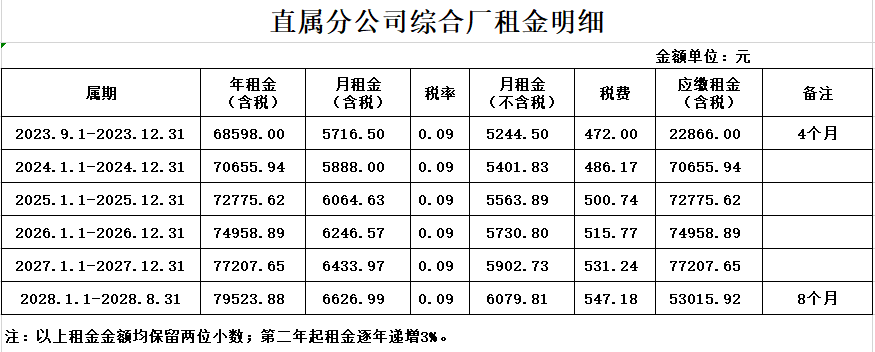 直属分公司综合厂租金明细
金额单位：元
属期 年租金（含税） 月租金（含税） 税率 月租金（不含税） 税费 应缴租金（含税） 备注
2023.9.1-2023.12.31 68598.00 5716.50 0.09 5244.50 472.00 22866.00 4个月
2024.1.1-2024.12.31 70655.94 5888.00 0.09 5401.83 486.17 70655.94
2025.1.1-2025.12.31 72775.62 6064.63 0.09 5563.89 500.74 72775.62
2026.1.1-2026.12.31 74958.89 6246.57 0.09 5730.80 515.77 74958.89
2027.1.1-2027.12.31 77207.65 6433.97 0.09 5902.73 531.24 77207.65
2028.1.1-2028.8.31 79523.88 6626.99 0.09 6079.81 547.18 53015.92 8个月
注：以上租金金额均保留两位小数；第二年起租金逐年递增3%。